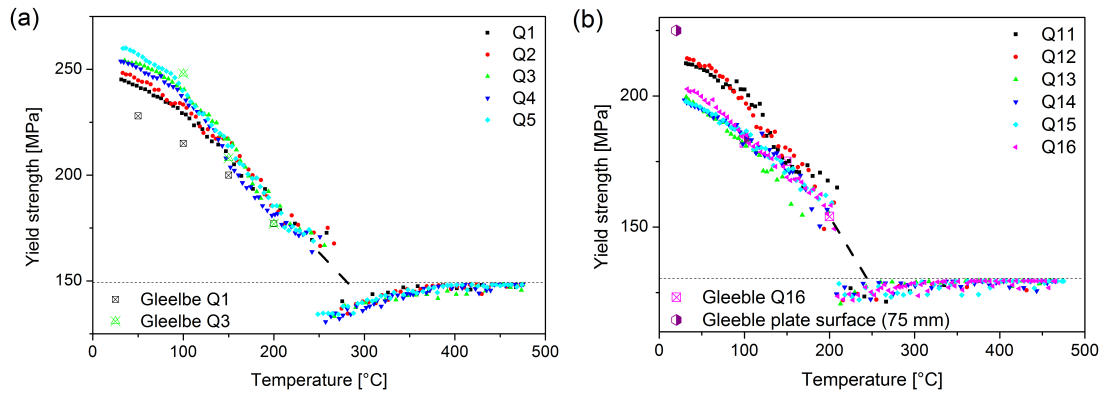 (a)
Yield strength [MPa]
250
200
150
0
100
200
300
400
500
Temperature [°C]
Q1
Q2
Q3
Q4
Q5
Gleelbe Q1
Gleelbe Q3
(b)
Yield strength [MPa]
200
150
0
100
200
300
400
500
Temperature [°C]
Q11
Q12
Q13
Q14
Q15
Q16
Gleeble Q16
Gleeble plate surface (75 mm)